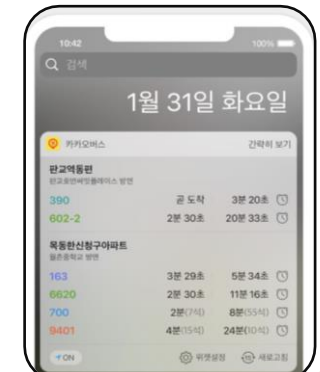 10:42 100%
검색
1월 31일 화요일
카카오버스 간략히 보기
판교역동편
판교호반써밋플레이스 방면
390 곧 도착 3분 20초
602-2 2분 30초 20분 33초
목동한신청구아파트
월촌중학교 방면
163 3분 29초 5분 34초
6620 2분 30초 11분 16초
700 2분(7석) 8분(55석)
9401 4분(15석) 24분(10석)
ON 위젯설정 새로고침